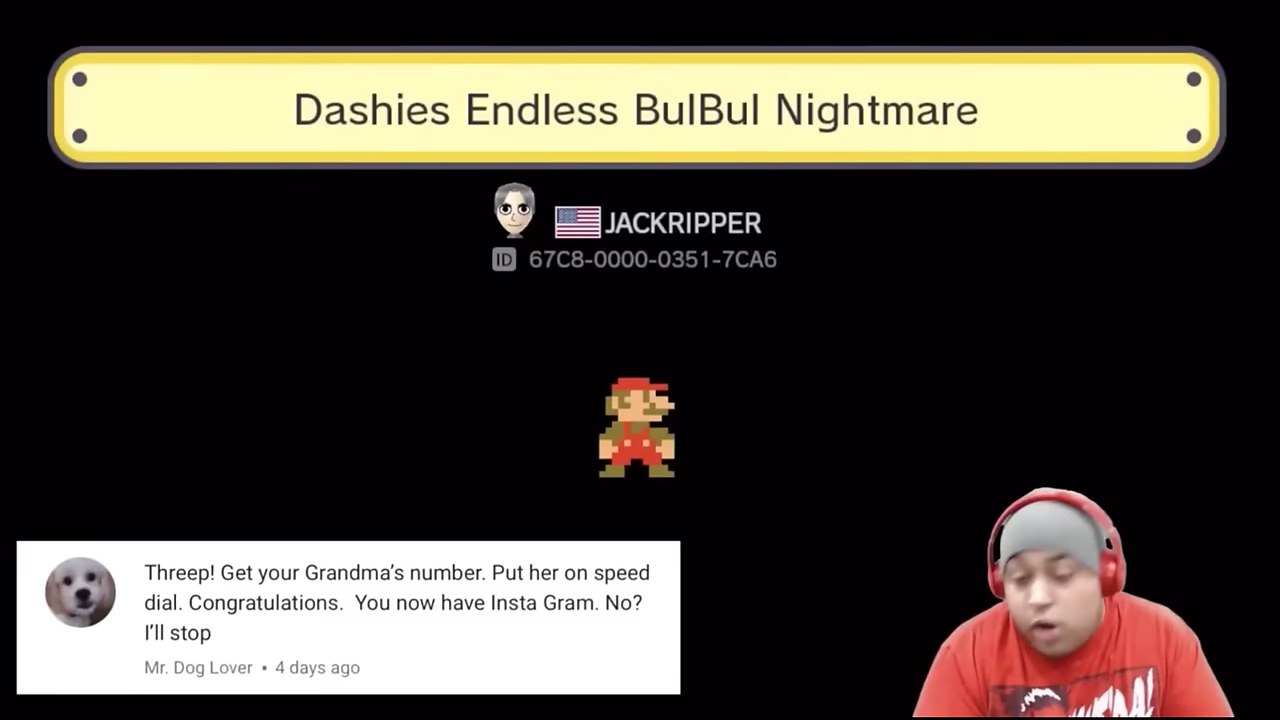 Dashies Endless BulBul Nightmare
JACKRIPPER
ID 67C8-0000-0351-7CA6
Threep! Get your Grandma's number. Put her on speed
dial. Congratulations.  You now have Insta Gram. No?
I'll stop
Mr. Dog Lover • 4 days ago